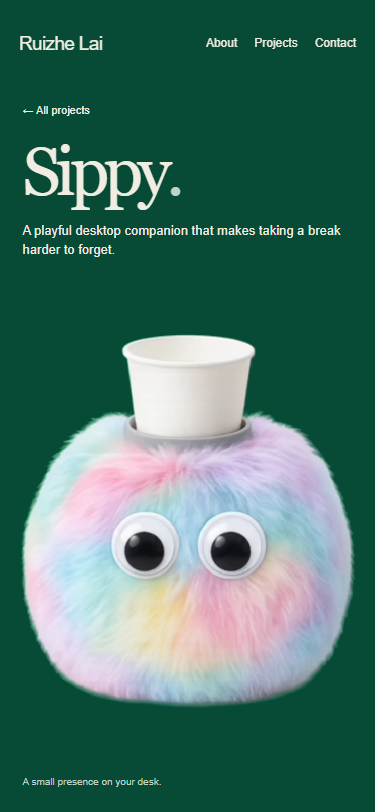 Ruizhe Lai
About Projects Contact
← All projects
Sippy.
A playful desktop companion that makes taking a break
harder to forget.
A small presence on your desk.